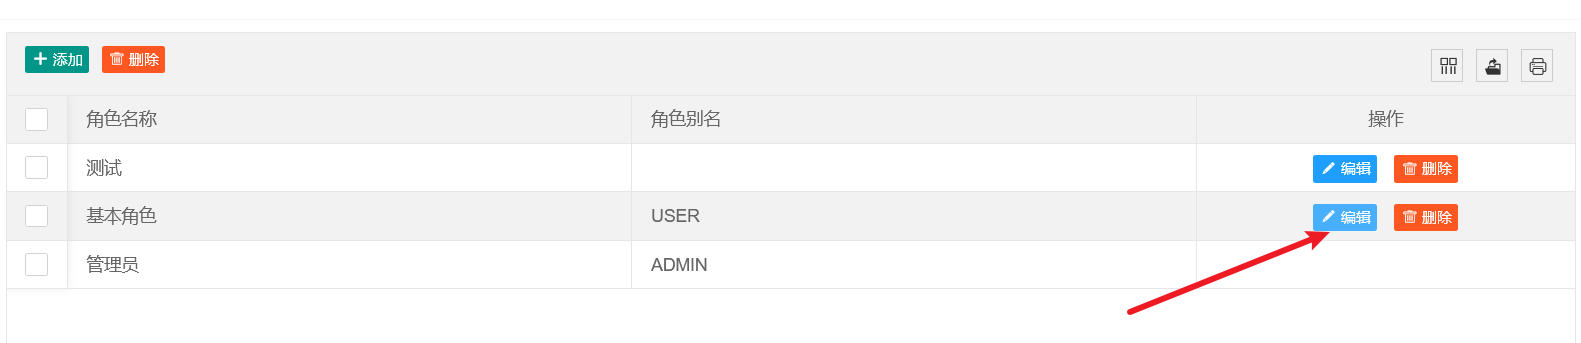 添加 删除
角色名称 角色别名 操作
测试 编辑 删除
基本角色 USER 编辑 删除
管理员 ADMIN